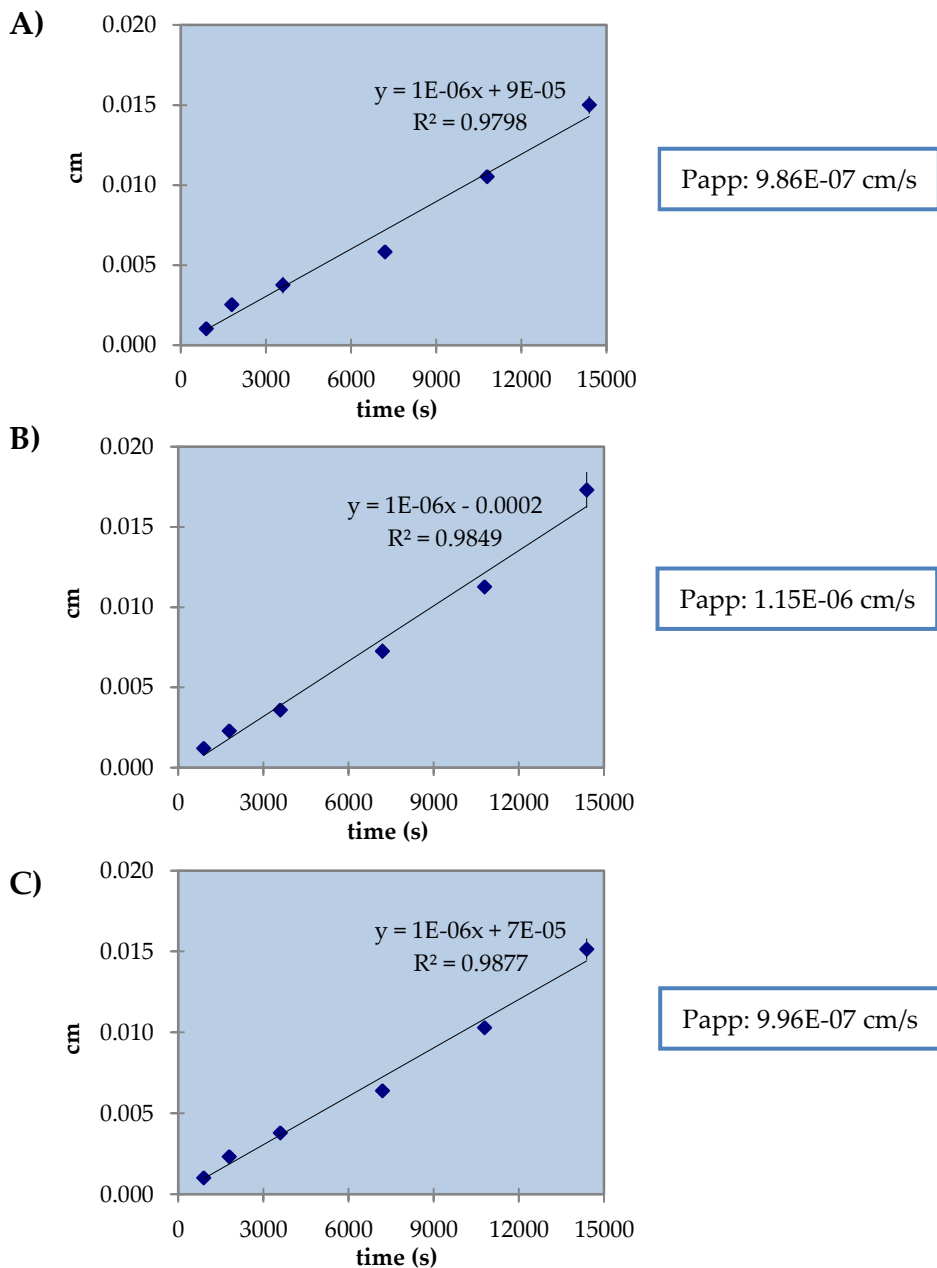 A)
0.020
0.015
0.010
0.005
0.000
cm
y = 1E-06x + 9E-05
R² = 0.9798
0 3000 6000 9000 12000 15000
time (s)
Papp: 9.86E-07 cm/s
B)
0.020
0.015
0.010
0.005
0.000
cm
y = 1E-06x - 0.0002
R² = 0.9849
0 3000 6000 9000 12000 15000
time (s)
Papp: 1.15E-06 cm/s
C)
0.020
0.015
0.010
0.005
0.000
cm
y = 1E-06x + 7E-05
R² = 0.9877
0 3000 6000 9000 12000 15000
time (s)
Papp: 9.96E-07 cm/s